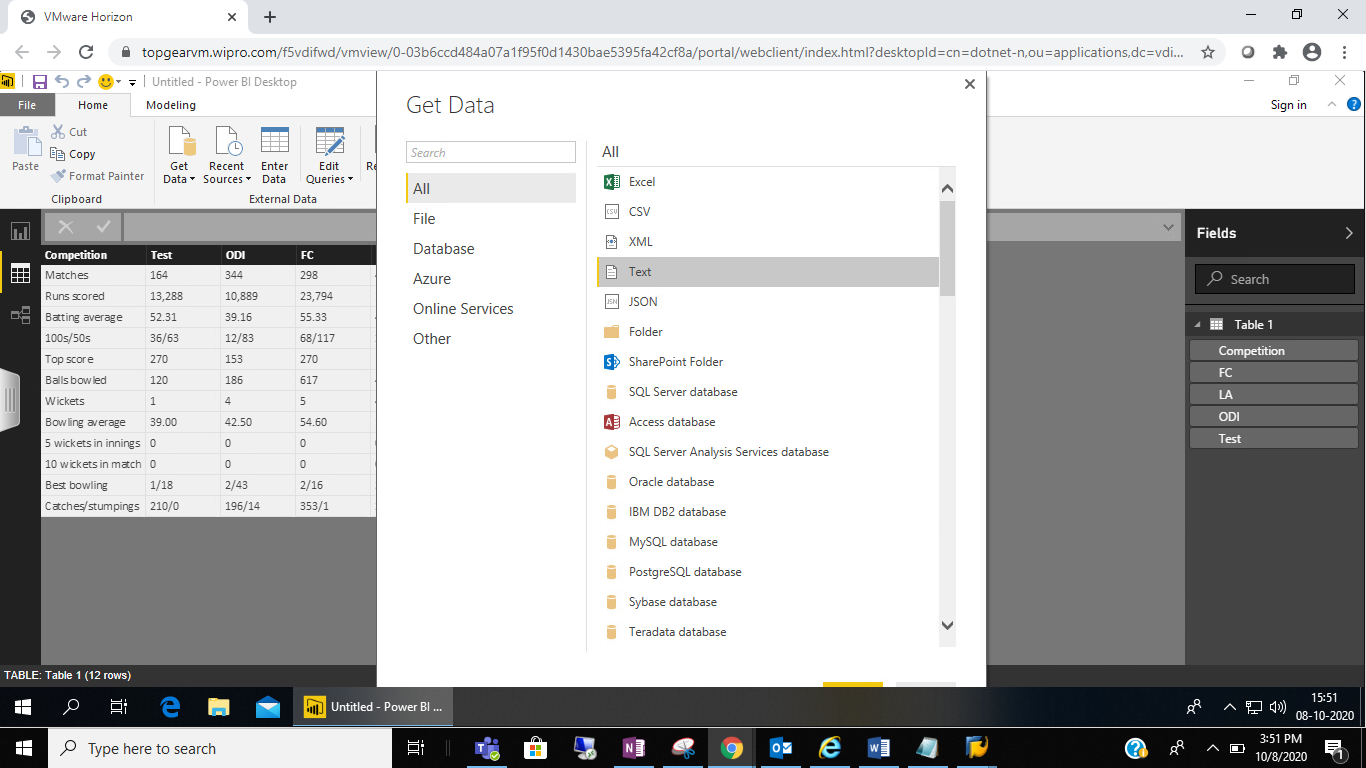 VMware Horizon
topgearvm.wipro.com/f5vdifwd/vmview/0-03b6ccd484a07a1f95f0d1430bae5395fa42cf8a/portal/webclient/index.html?desktopId=cn=dotnet-n,ou=applications,dc=vdi...
Untitled - Power BI Desktop
File Home Modeling
Sign in
Paste
Cut
Copy
Format Painter
Clipboard
Get Data
Recent Sources
Enter Data
Edit Queries
External Data
Get Data
Search
All
File
Database
Azure
Online Services
Other
All
Excel
CSV
XML
Text
JSON
Folder
SharePoint Folder
SQL Server database
Access database
SQL Server Analysis Services database
Oracle database
IBM DB2 database
MySQL database
PostgreSQL database
Sybase database
Teradata database
Competition Test ODI FC
Matches 164 344 298
Runs scored 13,288 10,889 23,794
Batting average 52.31 39.16 55.33
100s/50s 36/63 12/83 68/117
Top score 270 153 270
Balls bowled 120 186 617
Wickets 1 4 5
Bowling average 39.00 42.50 54.60
5 wickets in innings 0 0 0
10 wickets in match 0 0 0
Best bowling 1/18 2/43 2/16
Catches/stumpings 210/0 196/14 353/1
Fields
Search
Table 1
Competition
FC
LA
ODI
Test
TABLE: Table 1 (12 rows)
Untitled - Power BI ...
15:51
08-10-2020
Type here to search
3:51 PM
10/8/2020
1